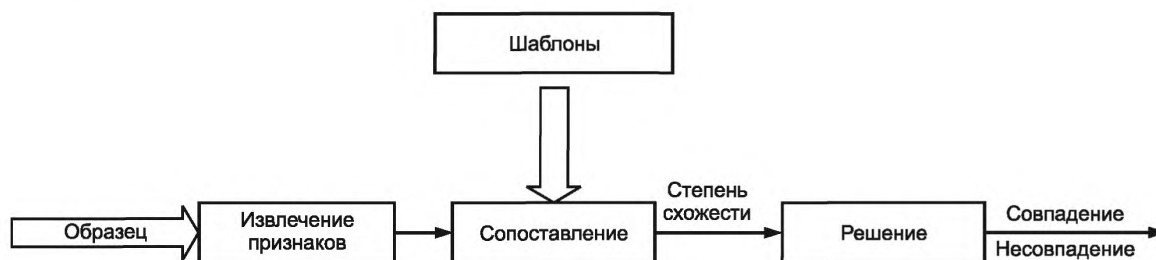 Шаблоны
Образец
Извлечение
признаков
Сопоставление
Степень
схожести
Решение
Совпадение
Несовпадение